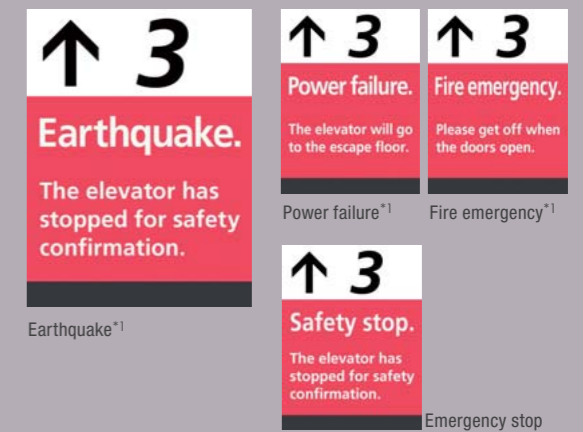 ↑ 3
Earthquake.
The elevator has
stopped for safety
confirmation.
Earthquake*1
↑ 3
Power failure.
The elevator will go
to the escape floor.
Power failure*1
↑ 3
Fire emergency.
Please get off when
the doors open.
Fire emergency*1
↑ 3
Safety stop.
The elevator has
stopped for safety
confirmation.
Emergency stop